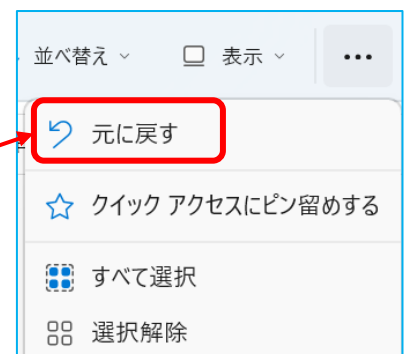 並べ替え 表示 •••
元に戻す
クイック アクセスにピン留めする
すべて選択
選択解除